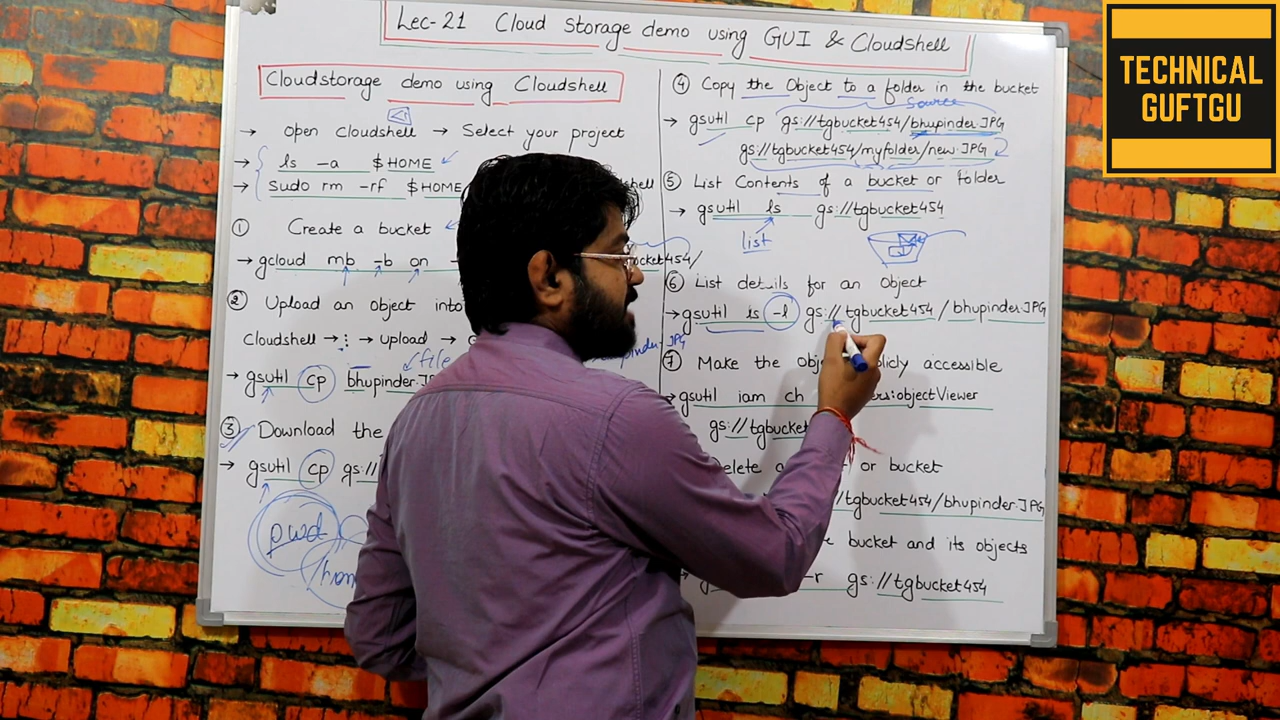 Lec-21 Cloud Storage demo using GUI & Cloudshell
Cloudstorage demo using Cloudshell
→ Open Cloudshell → Select your project
→ ls -a $HOME
→ Sudo rm -rf $HOME
① Create a bucket
→ gcloud mb -b on
② Upload an object into
Cloudshell → ⋮ → upload →
file
→ gsutil cp bhupinder.JP
③ Download the
→ gsutil cp gs://
pwd
④ Copy the Object to a folder in the bucket
Source
→ gsutil cp gs://tgbucket454/bhupinder.JPG
gs://tgbucket454/myfolder/new.JPG
⑤ List Contents of a bucket or folder
→ gsutil ls gs://tgbucket454
list
⑥ List details for an Object
→ gsutil ls -l gs://tgbucket454/bhupinder.JPG
⑦ Make the obje licly accessible
→ gsutil iam ch ers:objectViewer
gs://tgbucket
elete a or bucket
/tgbucket454/bhupinder.JPG
bucket and its objects
-r gs://tgbucket454
TECHNICAL
GUFTGU